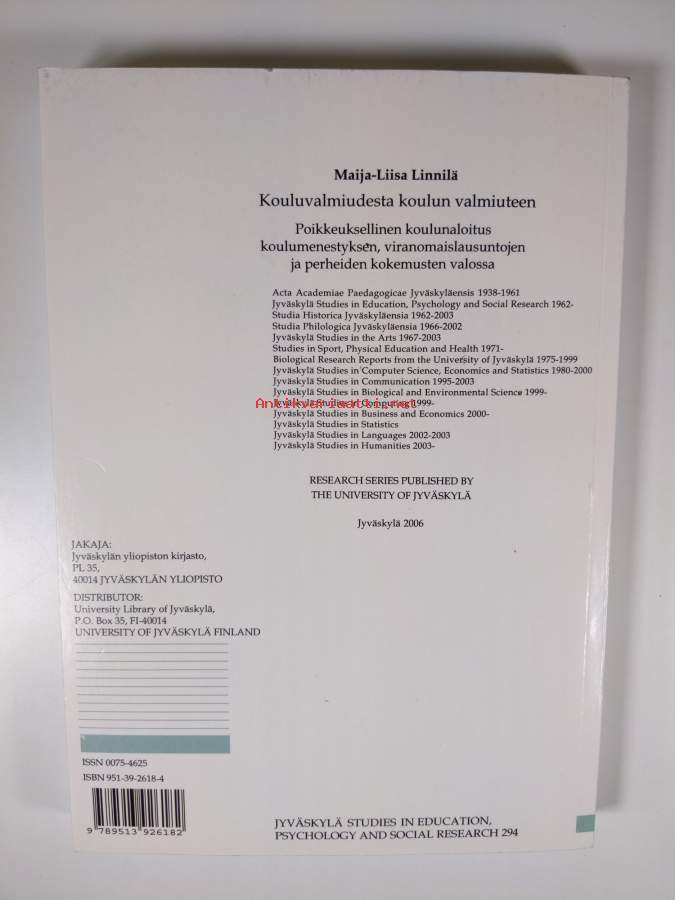 Maija-Liisa Linnilä
Kouluvalmiudesta koulun valmiuteen
Poikkeuksellinen koulunaloitus
koulumenestyksen, viranomaislausuntojen
ja perheiden kokemusten valossa
Acta Academiae Paedagogicae Jyväskyläensis 1938-1961
Jyväskylä Studies in Education, Psychology and Social Research 1962-
Studia Historica Jyväskyläensia 1962-2003
Studia Philologica Jyväskyläensia 1966-2002
Jyväskylä Studies in the Arts 1967-2003
Studies in Sport, Physical Education and Health 1971-
Biological Research Reports from the University of Jyväskylä 1975-1999
Jyväskylä Studies in Computer Science, Economics and Statistics 1980-2000
Jyväskylä Studies in Communication 1995-2003
Jyväskylä Studies in Biological and Environmental Science 1999-
Jyväskylä Studies in Computing 1999-
Antikvariaatti.net
Jyväskylä Studies in Business and Economics 2000-
Jyväskylä Studies in Statistics
Jyväskylä Studies in Languages 2002-2003
Jyväskylä Studies in Humanities 2003-
RESEARCH SERIES PUBLISHED BY
THE UNIVERSITY OF JYVÄSKYLÄ
Jyväskylä 2006
JAKAJA:
Jyväskylän yliopiston kirjasto,
PL 35,
40014 JYVÄSKYLÄN YLIOPISTO
DISTRIBUTOR:
University Library of Jyväskylä,
P.O. Box 35, FI-40014
UNIVERSITY OF JYVÄSKYLÄ FINLAND
ISSN 0075-4625
ISBN 951-39-2618-4
9 789513 926182
JYVÄSKYLÄ STUDIES IN EDUCATION,
PSYCHOLOGY AND SOCIAL RESEARCH 294